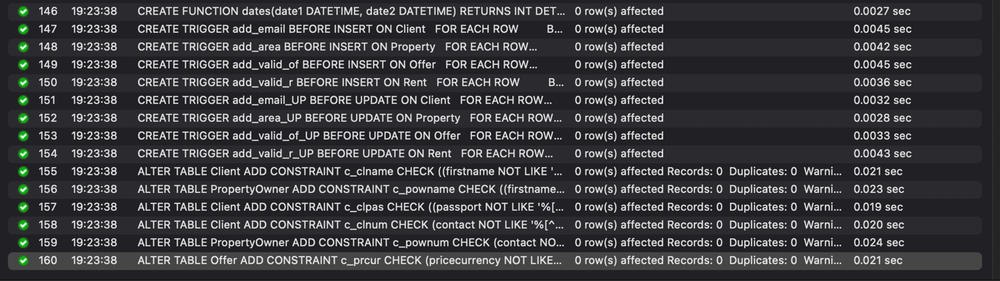 146 19:23:38 CREATE FUNCTION dates(date1 DATETIME, date2 DATETIME) RETURNS INT DET... 0 row(s) affected 0.0027 sec
147 19:23:38 CREATE TRIGGER add_email BEFORE INSERT ON Client FOR EACH ROW B... 0 row(s) affected 0.0045 sec
148 19:23:38 CREATE TRIGGER add_area BEFORE INSERT ON Property FOR EACH ROW... 0 row(s) affected 0.0042 sec
149 19:23:38 CREATE TRIGGER add_valid_of BEFORE INSERT ON Offer FOR EACH ROW... 0 row(s) affected 0.0045 sec
150 19:23:38 CREATE TRIGGER add_valid_r BEFORE INSERT ON Rent FOR EACH ROW B... 0 row(s) affected 0.0036 sec
151 19:23:38 CREATE TRIGGER add_email_UP BEFORE UPDATE ON Client FOR EACH ROW... 0 row(s) affected 0.0032 sec
152 19:23:38 CREATE TRIGGER add_area_UP BEFORE UPDATE ON Property FOR EACH ROW... 0 row(s) affected 0.0028 sec
153 19:23:38 CREATE TRIGGER add_valid_of_UP BEFORE UPDATE ON Offer FOR EACH ROW... 0 row(s) affected 0.0033 sec
154 19:23:38 CREATE TRIGGER add_valid_r_UP BEFORE UPDATE ON Rent FOR EACH ROW... 0 row(s) affected 0.0043 sec
155 19:23:38 ALTER TABLE Client ADD CONSTRAINT c_clname CHECK ((firstname NOT LIKE '... 0 row(s) affected Records: 0 Duplicates: 0 Warni... 0.021 sec
156 19:23:38 ALTER TABLE PropertyOwner ADD CONSTRAINT c_powname CHECK ((firstname... 0 row(s) affected Records: 0 Duplicates: 0 Warni... 0.023 sec
157 19:23:38 ALTER TABLE Client ADD CONSTRAINT c_clpas CHECK ((passport NOT LIKE '%[... 0 row(s) affected Records: 0 Duplicates: 0 Warni... 0.019 sec
158 19:23:38 ALTER TABLE Client ADD CONSTRAINT c_clnum CHECK (contact NOT LIKE '%[^... 0 row(s) affected Records: 0 Duplicates: 0 Warni... 0.020 sec
159 19:23:38 ALTER TABLE PropertyOwner ADD CONSTRAINT c_pownum CHECK (contact NO... 0 row(s) affected Records: 0 Duplicates: 0 Warni... 0.024 sec
160 19:23:38 ALTER TABLE Offer ADD CONSTRAINT c_prcur CHECK (pricecurrency NOT LIKE... 0 row(s) affected Records: 0 Duplicates: 0 Warni... 0.021 sec